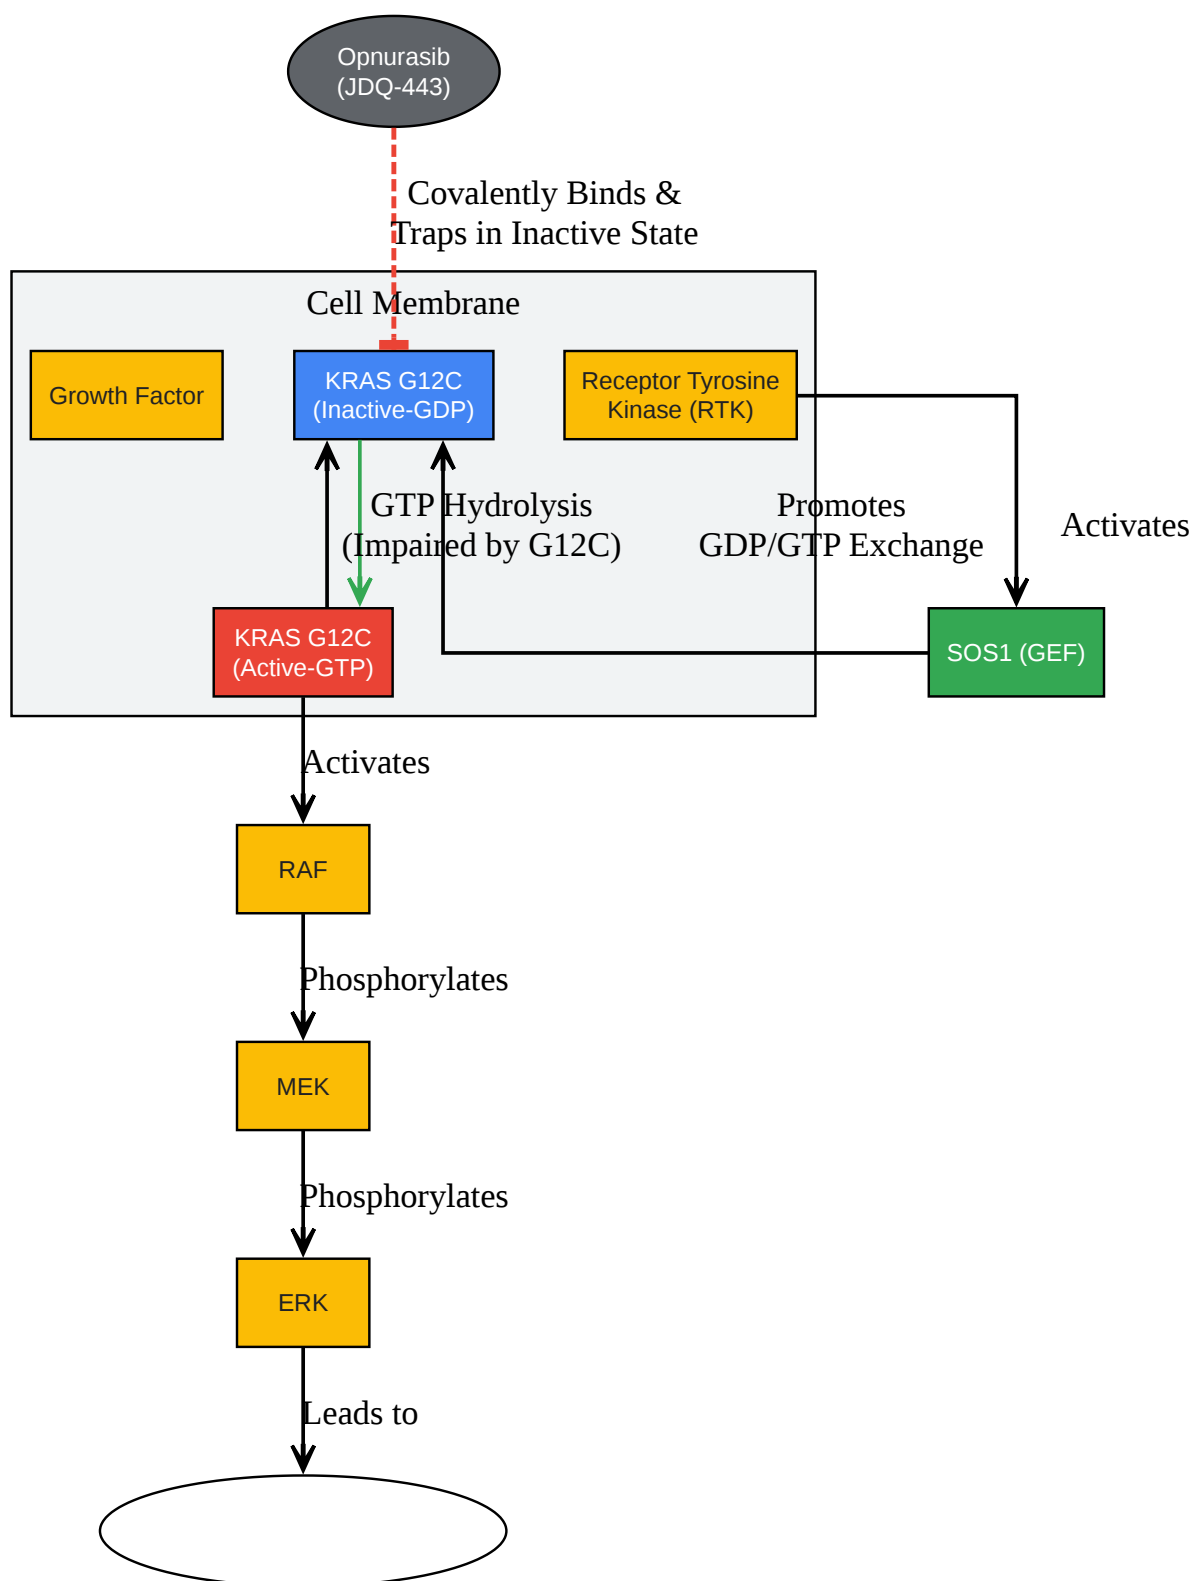 Opnurasib
(JDQ-443)
Covalently Binds &
Traps in Inactive State
Cell Membrane
Growth Factor
KRAS G12C
(Inactive-GDP)
Receptor Tyrosine
Kinase (RTK)
GTP Hydrolysis
(Impaired by G12C)
Promotes
GDP/GTP Exchange
Activates
KRAS G12C
(Active-GTP)
SOS1 (GEF)
Activates
RAF
Phosphorylates
MEK
Phosphorylates
ERK
Leads to